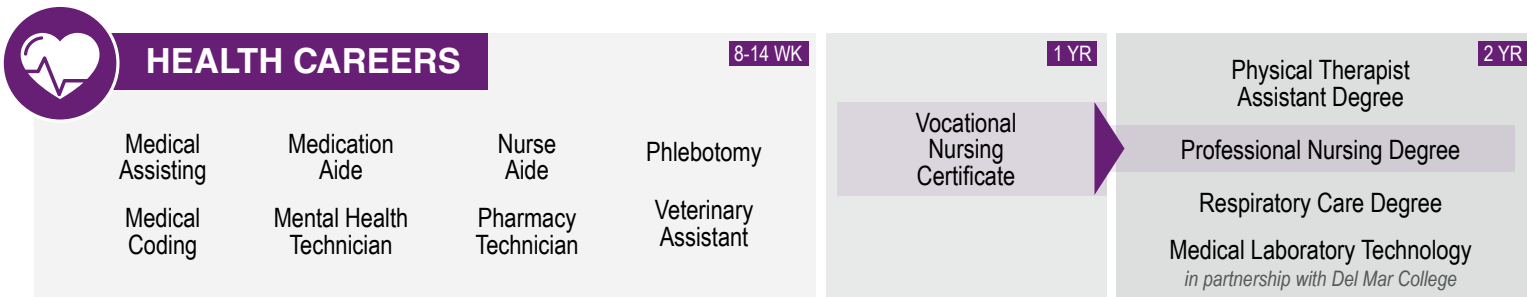 HEALTH CAREERS
8-14 WK
Medical
Assisting
Medication
Aide
Nurse
Aide
Phlebotomy
Medical
Coding
Mental Health
Technician
Pharmacy
Technician
Veterinary
Assistant
1 YR
Vocational
Nursing
Certificate
2 YR
Physical Therapist
Assistant Degree
Professional Nursing Degree
Respiratory Care Degree
Medical Laboratory Technology
in partnership with Del Mar College